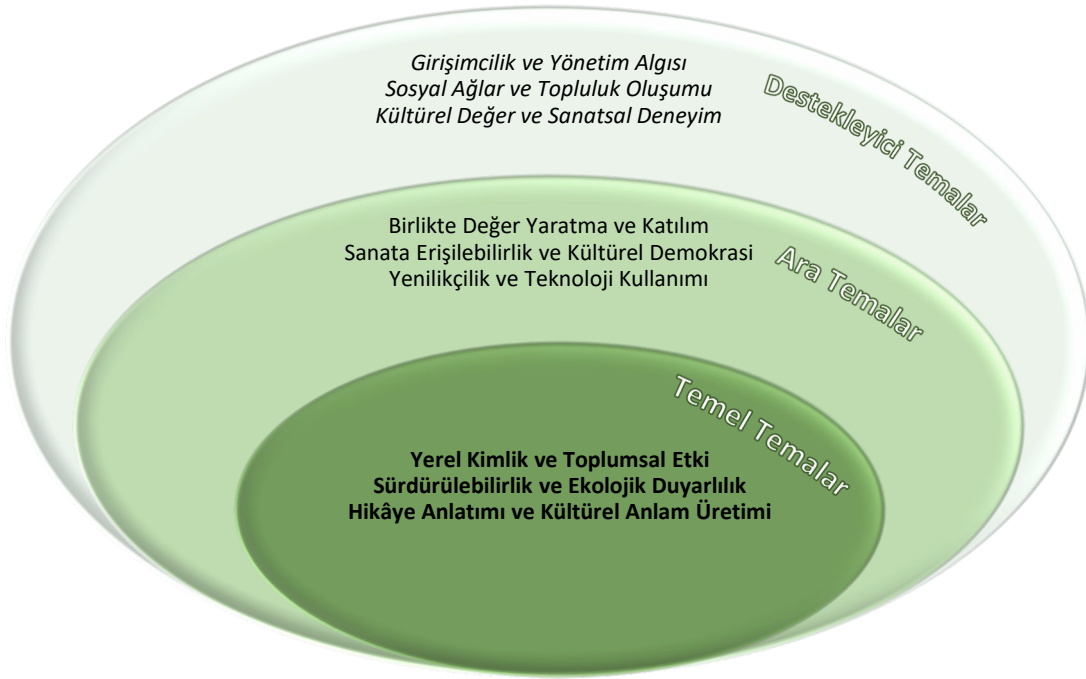 Girişimcilik ve Yönetim Algısı
Sosyal Ağlar ve Topluluk Oluşumu
Kültürel Değer ve Sanatsal Deneyim
Destekleyici Temalar
Birlikte Değer Yaratma ve Katılım
Sanata Erişilebilirlik ve Kültürel Demokrasi
Yenilikçilik ve Teknoloji Kullanımı
Ara Temalar
Temel Temalar
Yerel Kimlik ve Toplumsal Etki
Sürdürülebilirlik ve Ekolojik Duyarlılık
Hikâye Anlatımı ve Kültürel Anlam Üretimi